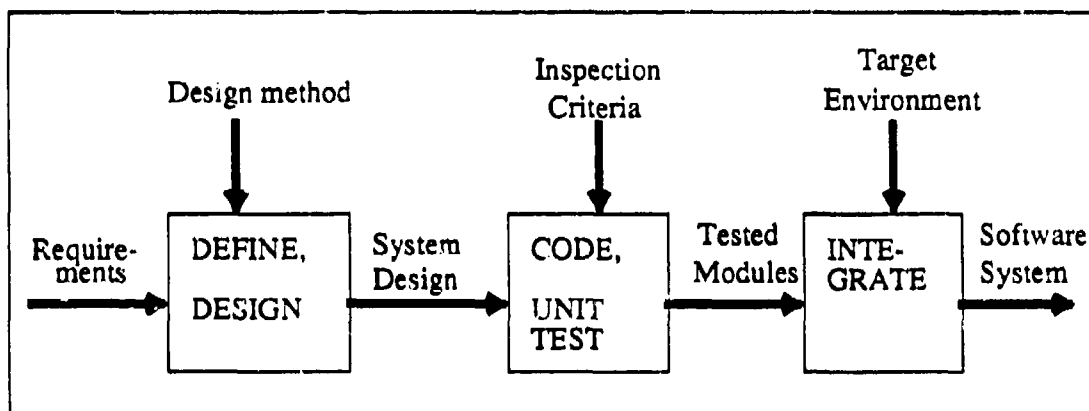 Design method
Inspection
Criteria
Target
Environment
Require-
ments
DEFINE,
DESIGN
System
Design
CODE,
UNIT
TEST
Tested
Modules
INTE-
GRATE
Software
System